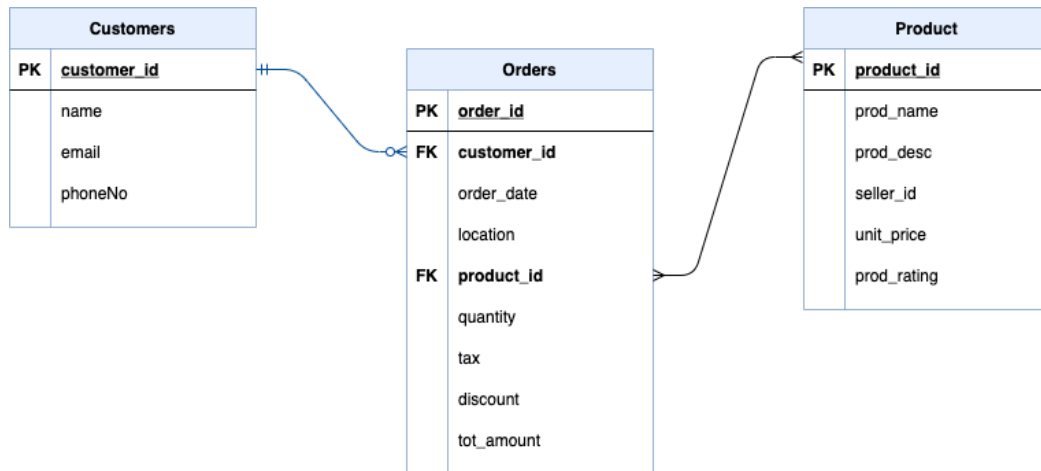 Customers
PK customer_id
name
email
phoneNo
Orders
PK order_id
FK customer_id
order_date
location
FK product_id
quantity
tax
discount
tot_amount
Product
PK product_id
prod_name
prod_desc
seller_id
unit_price
prod_rating